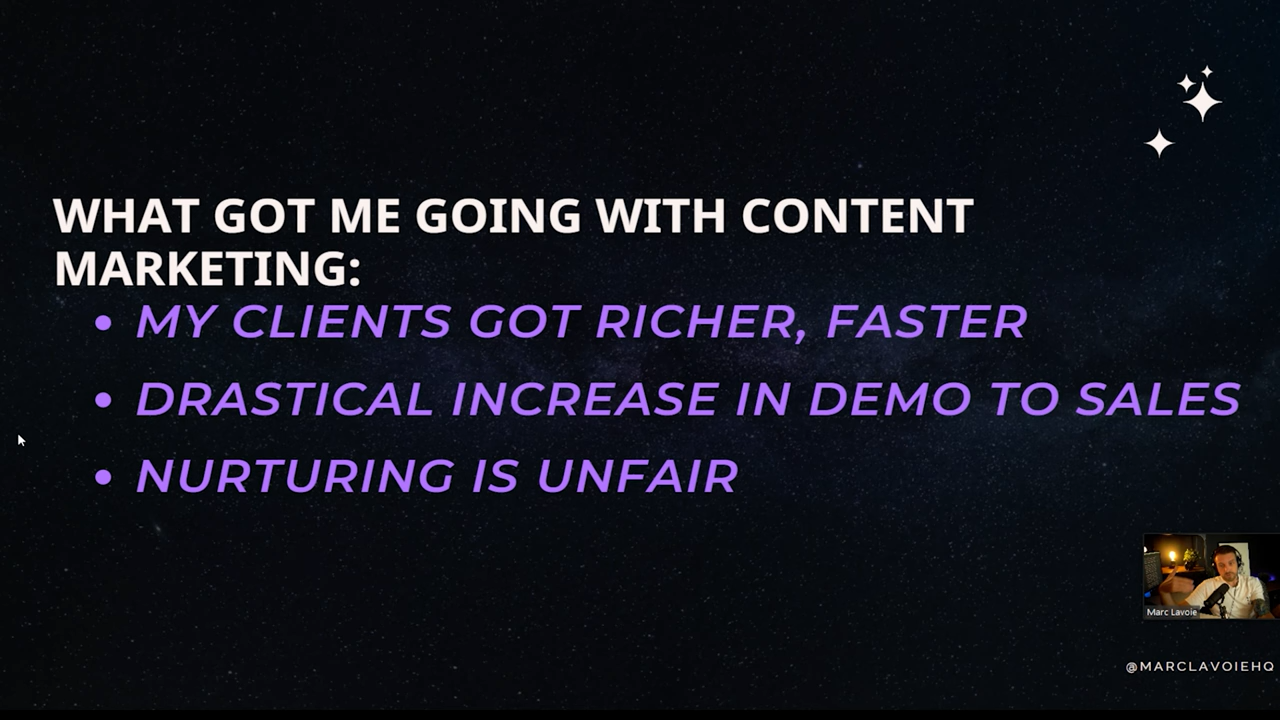 WHAT GOT ME GOING WITH CONTENT
MARKETING:
• MY CLIENTS GOT RICHER, FASTER
• DRASTICAL INCREASE IN DEMO TO SALES
• NURTURING IS UNFAIR
Marc Lavoie
@MARCLAVOIEHQ